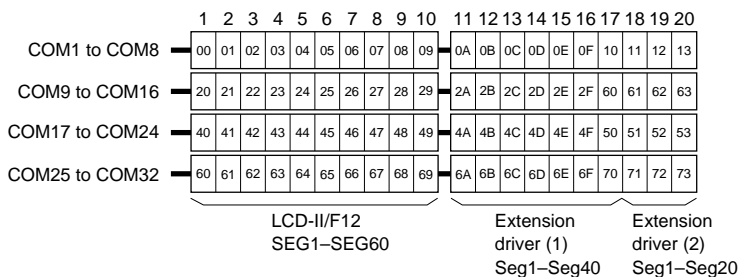 1 2 3 4 5 6 7 8 9 10 11 12 13 14 15 16 17 18 19 20
COM1 to COM8 00 01 02 03 04 05 06 07 08 09 0A 0B 0C 0D 0E 0F 10 11 12 13
COM9 to COM16 20 21 22 23 24 25 26 27 28 29 2A 2B 2C 2D 2E 2F 60 61 62 63
COM17 to COM24 40 41 42 43 44 45 46 47 48 49 4A 4B 4C 4D 4E 4F 50 51 52 53
COM25 to COM32 60 61 62 63 64 65 66 67 68 69 6A 6B 6C 6D 6E 6F 70 71 72 73
LCD-II/F12
SEG1–SEG60
Extension
driver (1)
Seg1–Seg40
Extension
driver (2)
Seg1–Seg20